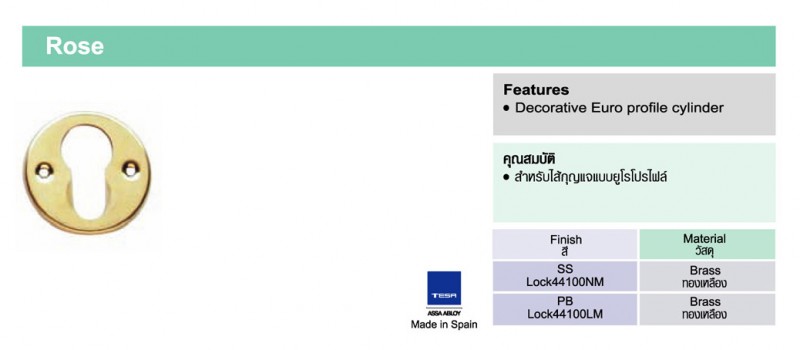 Rose
Features
• Decorative Euro profile cylinder
คุณสมบัติ
• สำหรับไส้กุญแจแบบยูโรโปรไฟล์
Finish Material
สี วัสดุ
SS Brass
Lock44100NM ทองเหลือง
PB Brass
Lock44100LM ทองเหลือง
TESA
ASSA ABLOY
Made in Spain